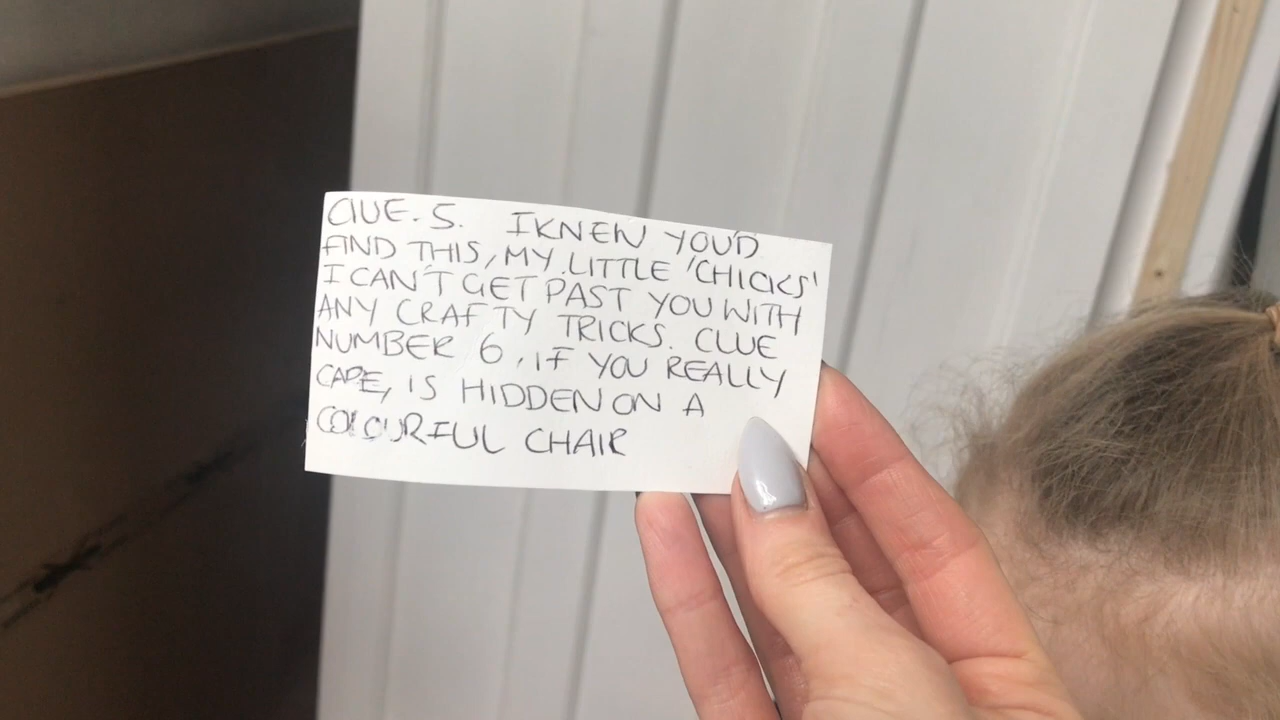 CLUE. 5. I KNEW YOU'D
FIND THIS, MY LITTLE 'CHICKS'
I CAN'T GET PAST YOU WITH
ANY CRAFTY TRICKS. CLUE
NUMBER 6, IF YOU REALLY
CARE, IS HIDDEN ON A
COLOURFUL CHAIR